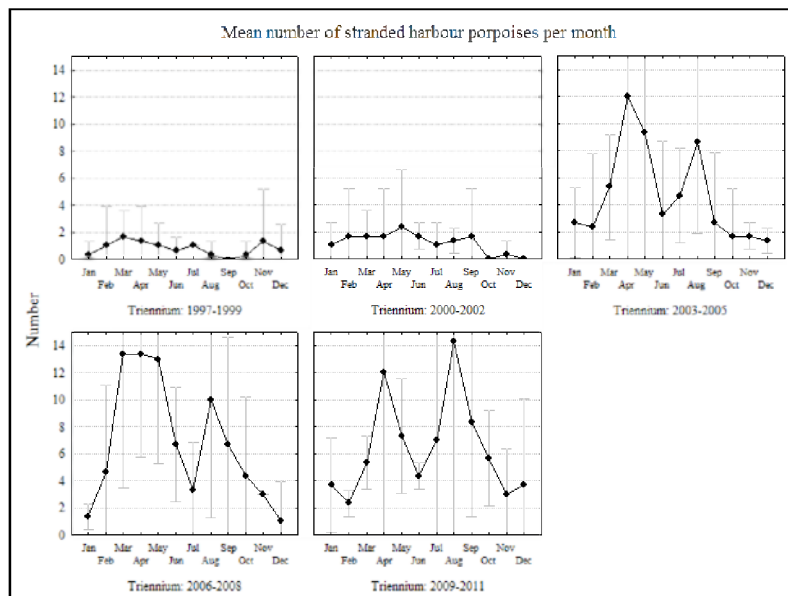 Mean number of stranded harbour porpoises per month
Number
14
12
10
8
6
4
2
0
Jan Feb Mar Apr May Jun Jul Aug Sep Oct Nov Dec
Triennium: 1997-1999
Jan Feb Mar Apr May Jun Jul Aug Sep Oct Nov Dec
Triennium: 2000-2002
Jan Feb Mar Apr May Jun Jul Aug Sep Oct Nov Dec
Triennium: 2003-2005
14
12
10
8
6
4
2
0
Jan Feb Mar Apr May Jun Jul Aug Sep Oct Nov Dec
Triennium: 2006-2008
Jan Feb Mar Apr May Jun Jul Aug Sep Oct Nov Dec
Triennium: 2009-2011